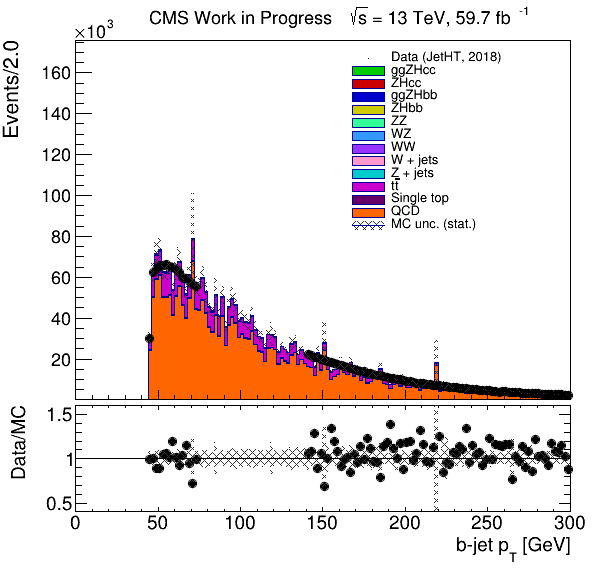 CMS Work in Progress √s = 13 TeV, 59.7 fb -1
×10³
Events/2.0
160
140
120
100
80
60
40
20
Data (JetHT, 2018)
ggZHcc
ZHcc
ggZHbb
ZHbb
ZZ
WZ
WW
W + jets
Z + jets
tt̄
Single top
QCD
MC unc. (stat.)
Data/MC
1.5
1
0.5
0 50 100 150 200 250 300
b-jet p_T [GeV]